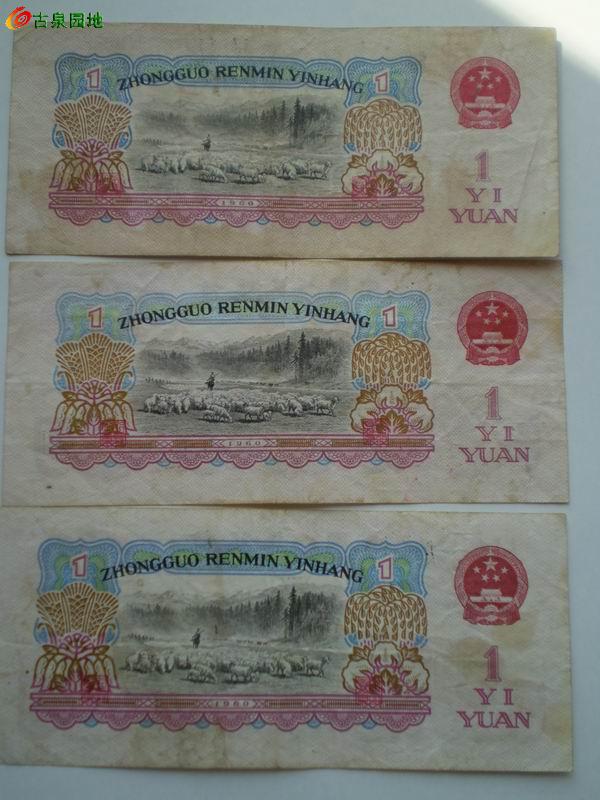 古泉园地
1 ZHONGGUO RENMIN YINHANG 1
1
YI
YUAN
1960
1 ZHONGGUO RENMIN YINHANG 1
1
YI
YUAN
1960
1 ZHONGGUO RENMIN YINHANG 1
1
YI
YUAN
1960